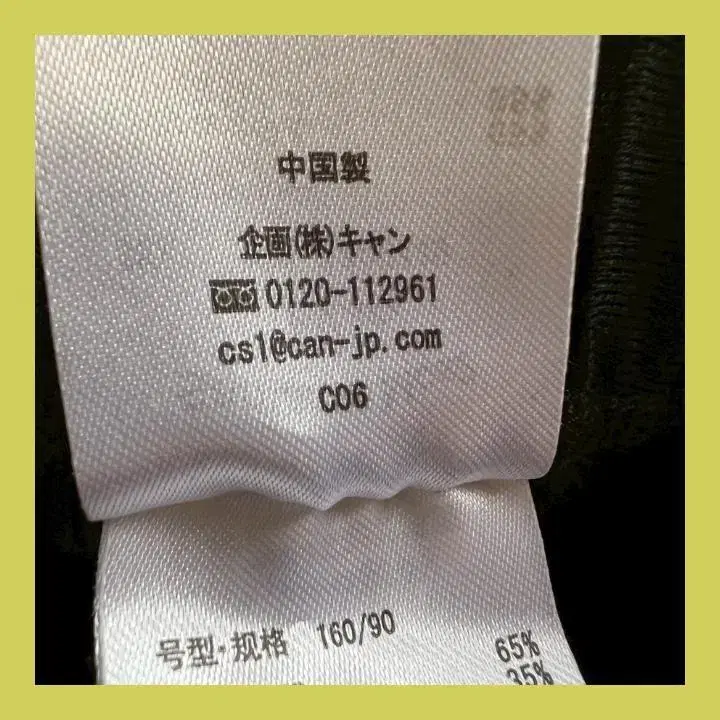 中国製
企画(株)キャン
0120-112961
cs1@can-jp.com
C06
号型·规格 160/90
65%
35%